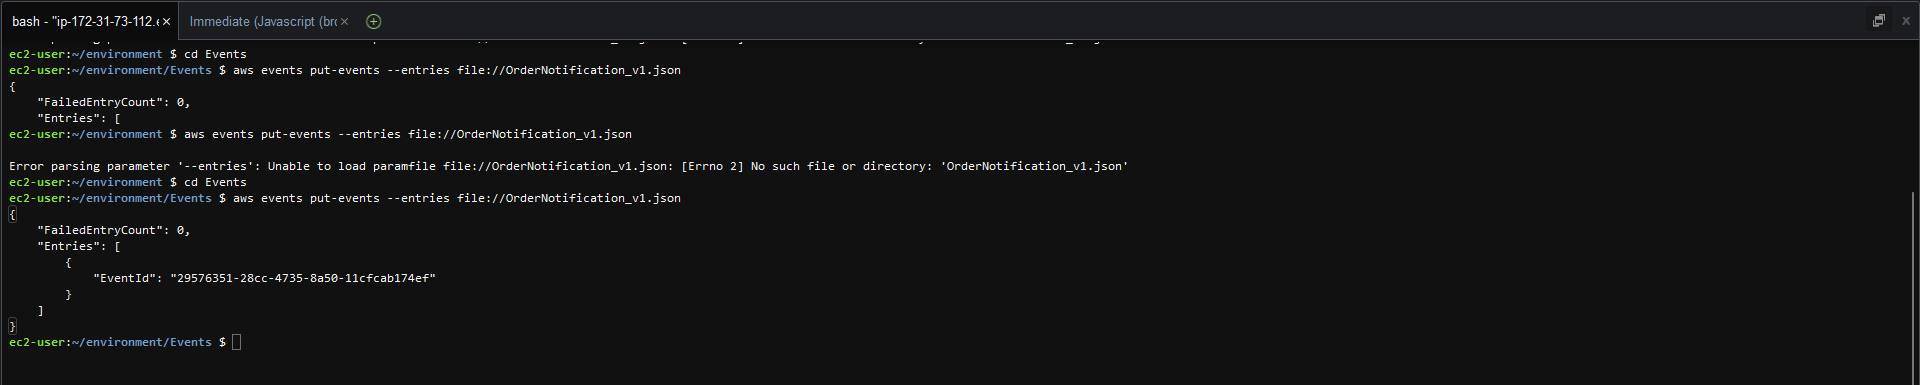 bash - "ip-172-31-73-112.e × Immediate (Javascript (bro × x
ec2-user:~/environment $ cd Events
ec2-user:~/environment/Events $ aws events put-events --entries file://OrderNotification_v1.json
{
    "FailedEntryCount": 0,
    "Entries": [
ec2-user:~/environment $ aws events put-events --entries file://OrderNotification_v1.json
Error parsing parameter '--entries': Unable to load paramfile file://OrderNotification_v1.json: [Errno 2] No such file or directory: 'OrderNotification_v1.json'
ec2-user:~/environment $ cd Events
ec2-user:~/environment/Events $ aws events put-events --entries file://OrderNotification_v1.json
{
    "FailedEntryCount": 0,
    "Entries": [
        {
            "EventId": "29576351-28cc-4735-8a50-11cfcab174ef"
        }
    ]
}
ec2-user:~/environment/Events $